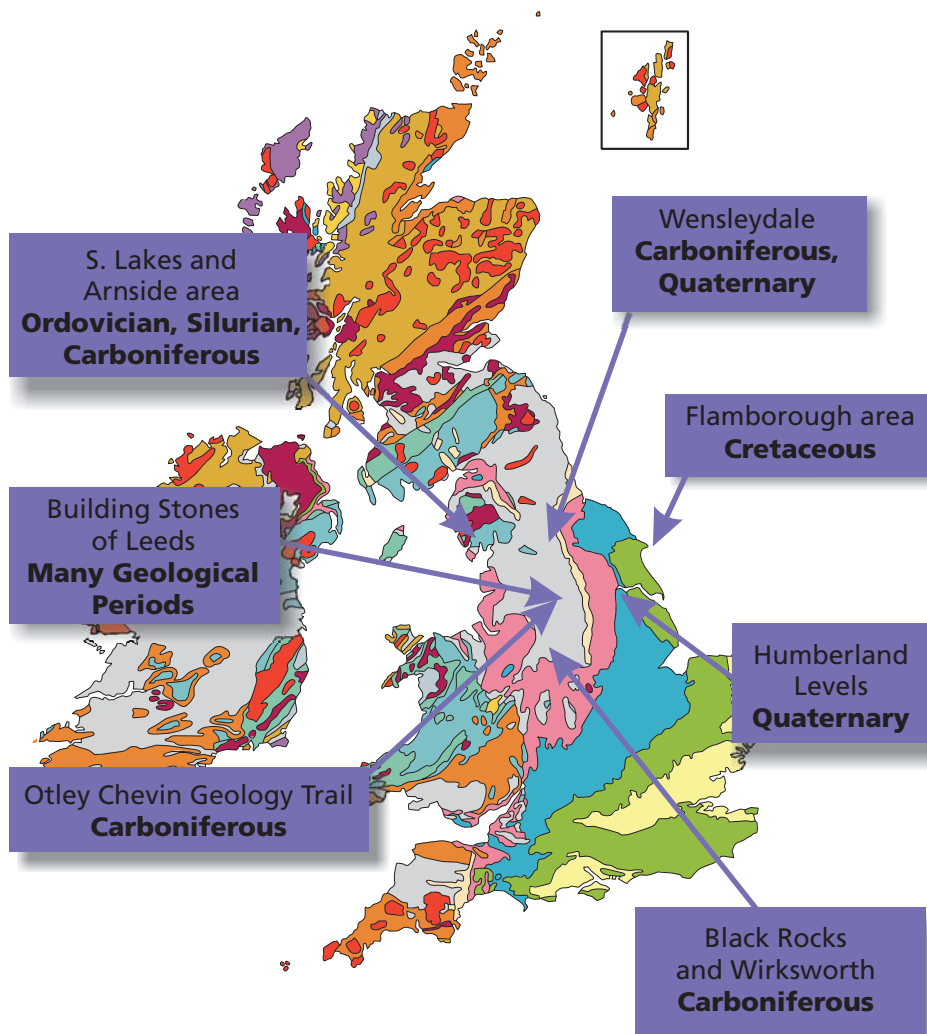 Wensleydale
Carboniferous,
Quaternary
S. Lakes and
Arnside area
Ordovician, Silurian,
Carboniferous
Flamborough area
Cretaceous
Building Stones
of Leeds
Many Geological
Periods
Humberland
Levels
Quaternary
Otley Chevin Geology Trail
Carboniferous
Black Rocks
and Wirksworth
Carboniferous